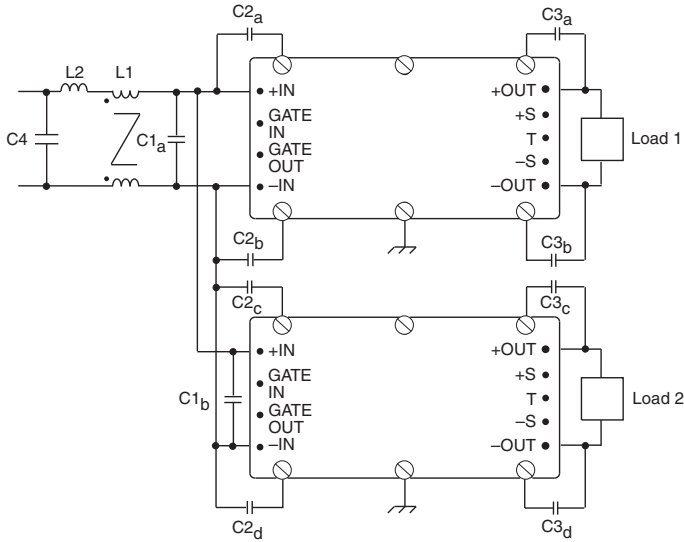 C2a
C3a
L2
L1
C4
C1a
+IN
GATE
IN
GATE
OUT
–IN
+OUT
+S
T
–S
–OUT
Load 1
C2b
C3b
C2c
C3c
C1b
+IN
GATE
IN
GATE
OUT
–IN
+OUT
+S
T
–S
–OUT
Load 2
C2d
C3d